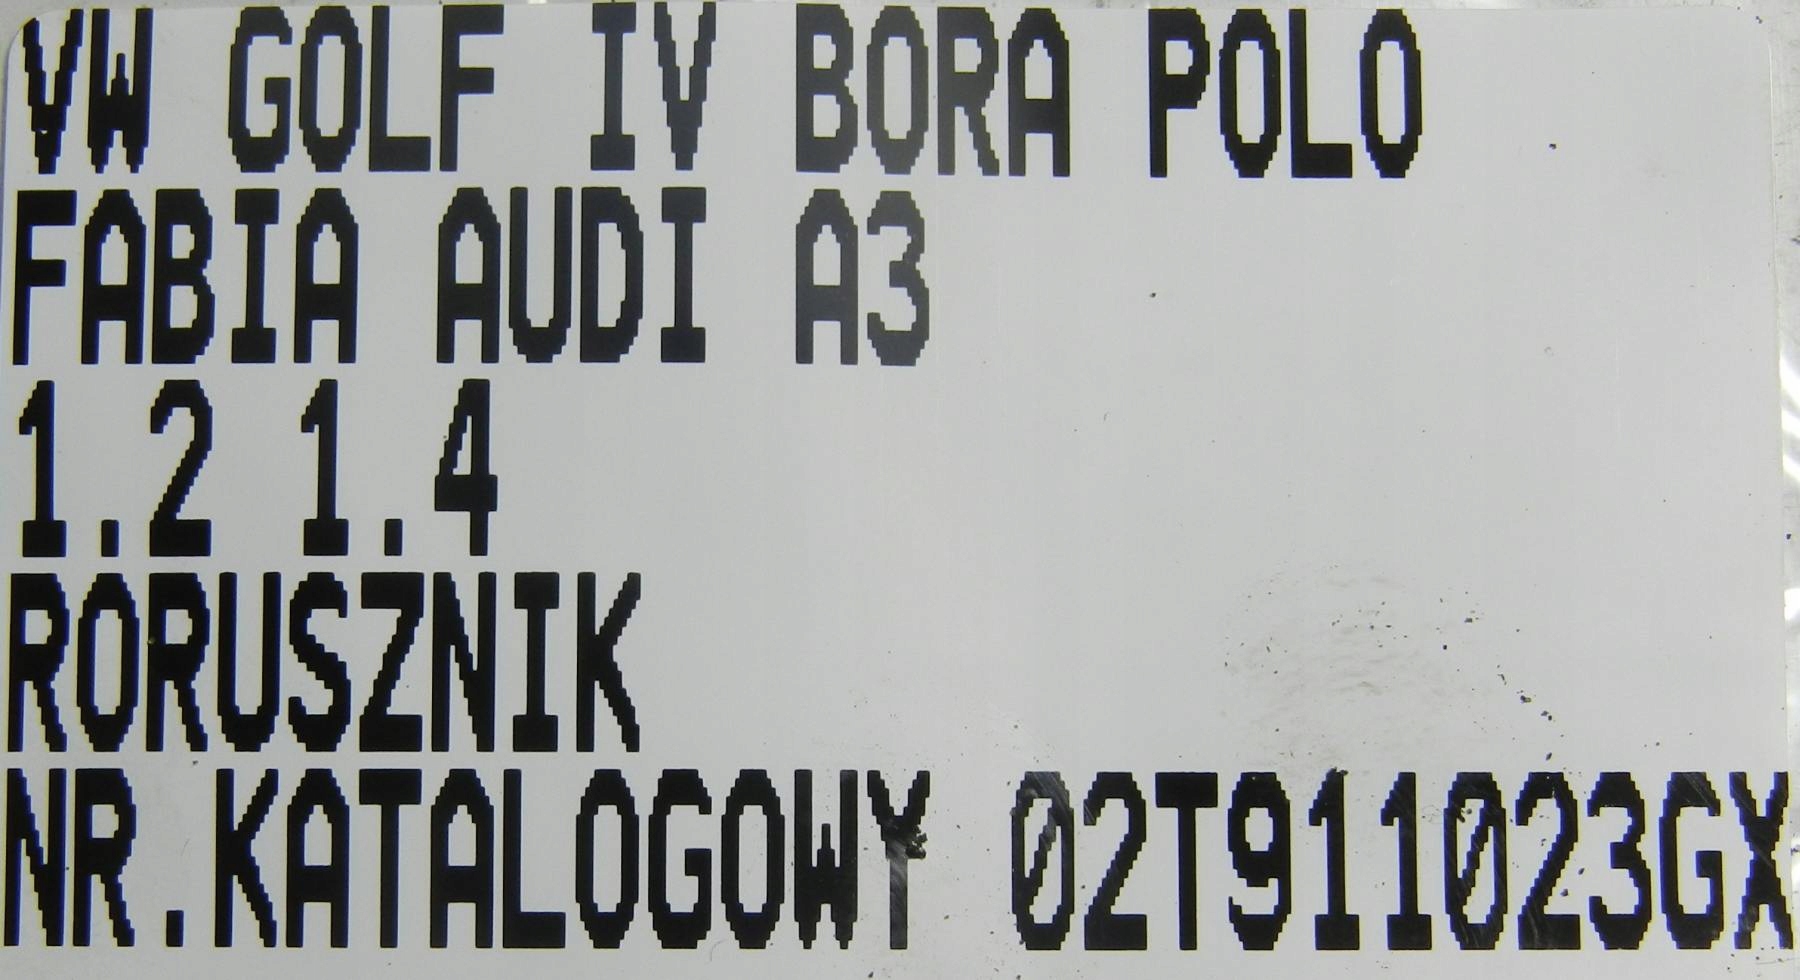 VW GOLF IV BORA POLO
FABIA AUDI A3
1.2 1.4
RORUSZNIK
NR.KATALOGOWY 02T911023GX